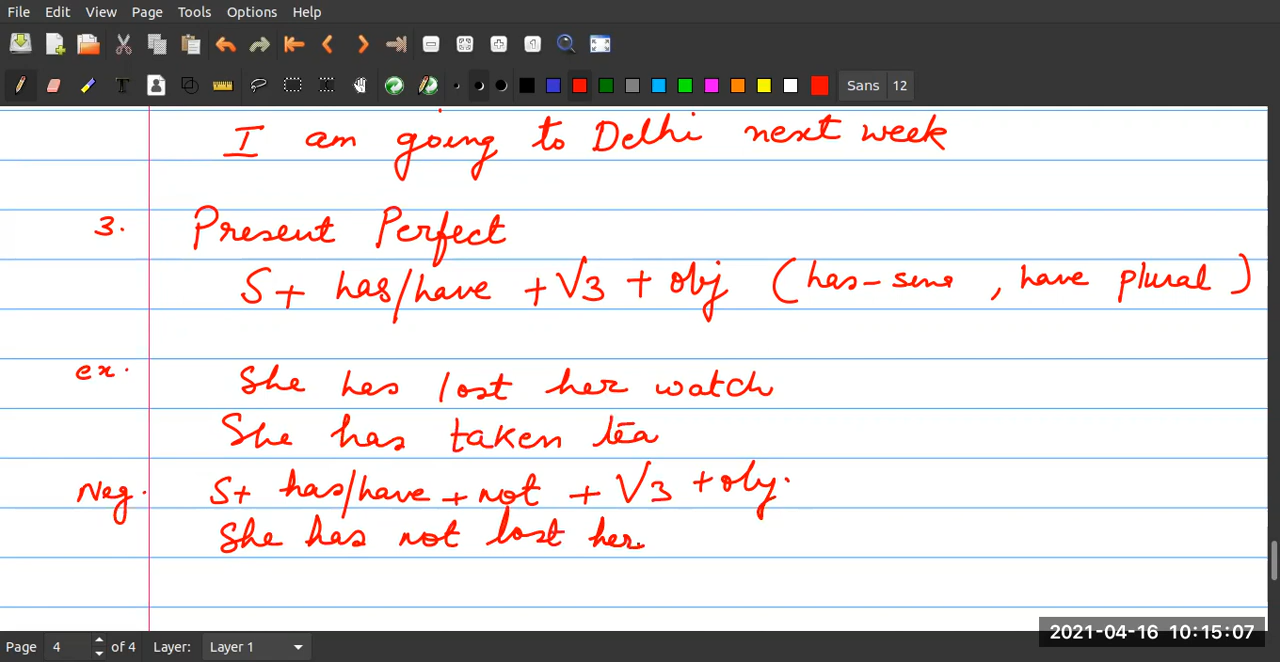 File Edit View Page Tools Options Help
Sans 12
I am going to Delhi next week
3. Present Perfect
S+ has/have + V3 + obj (has - , have plural )
ex. She has lost her watch
She has taken tea
Neg. S+ has/have + not + V3 + obj.
She has not lost her
2021-04-16 10:15:07
Page 4 of 4 Layer: Layer 1